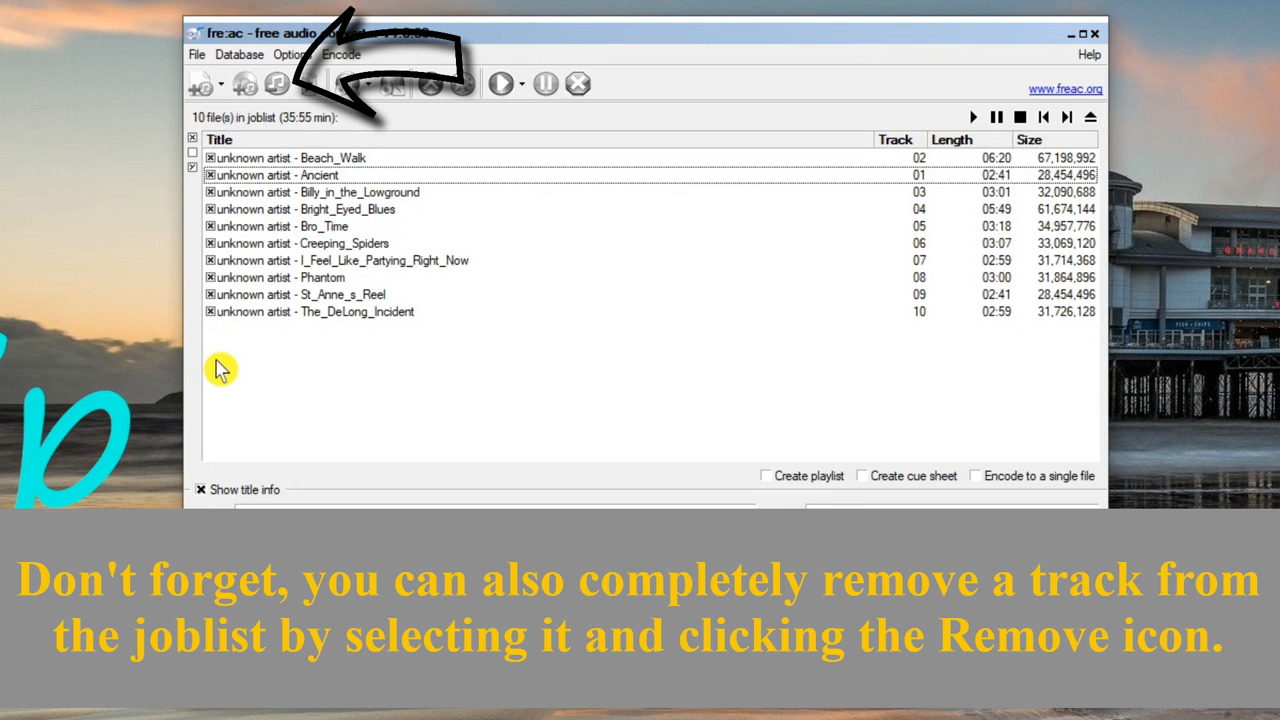 fre:ac - free audio
File Database Options Encode Help
www.freac.org
10 file(s) in joblist (35:55 min):
Title Track Length Size
unknown artist - Beach_Walk 02 06:20 67,198,992
unknown artist - Ancient 01 02:41 28,454,496
unknown artist - Billy_in_the_Lowground 03 03:01 32,090,688
unknown artist - Bright_Eyed_Blues 04 05:49 61,674,144
unknown artist - Bro_Time 05 03:18 34,957,776
unknown artist - Creeping_Spiders 06 03:07 33,069,120
unknown artist - I_Feel_Like_Partying_Right_Now 07 02:59 31,714,368
unknown artist - Phantom 08 03:00 31,864,896
unknown artist - St_Anne_s_Reel 09 02:41 28,454,496
unknown artist - The_DeLong_Incident 10 02:59 31,726,128
FISH & CHIPS
Create playlist Create cue sheet Encode to a single file
Show title info
Don't forget, you can also completely remove a track from
the joblist by selecting it and clicking the Remove icon.